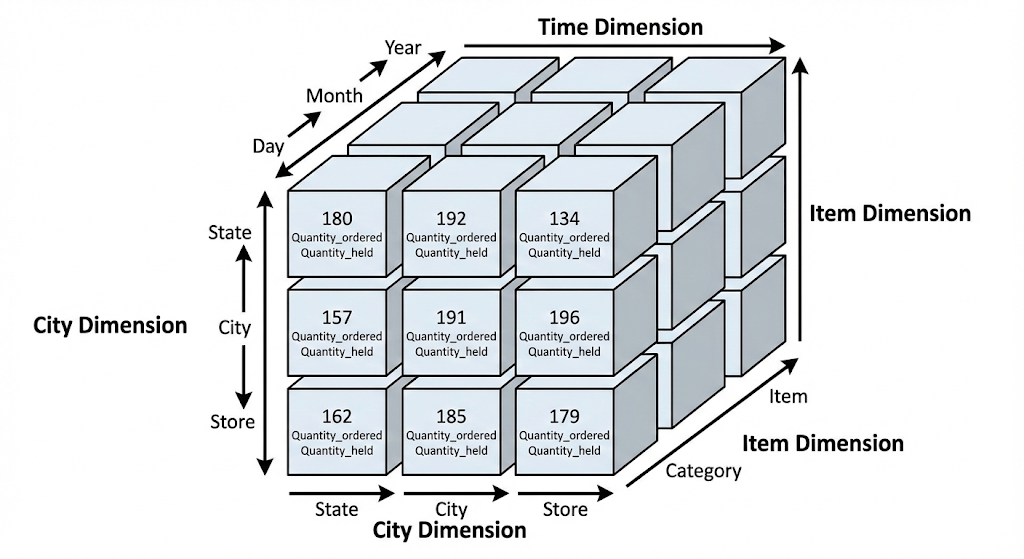 Time Dimension
Year
Month
Day
180
Quantity_ordered
Quantity_held
192
Quantity_ordered
Quantity_held
134
Quantity_ordered
Quantity_held
Item Dimension
State
City Dimension
City
157
Quantity_ordered
Quantity_held
191
Quantity_ordered
Quantity_held
196
Quantity_ordered
Quantity_held
Store
162
Quantity_ordered
Quantity_held
185
Quantity_ordered
Quantity_held
179
Quantity_ordered
Quantity_held
Item
Item Dimension
Category
State
City
Store
City Dimension